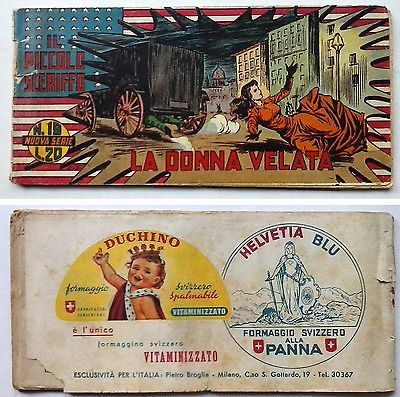 IL
PICCOLO
SCERIFFO
N. 19
NUOVA SERIE
L. 20
LA DONNA VELATA
DUCHINO
formaggio
svizzero
spalmabile
VITAMINIZZATO
è l'unico
formaggino svizzero
VITAMINIZZATO
HELVETIA BLU
FORMAGGIO SVIZZERO
ALLA
PANNA
ESCLUSIVITÀ PER L'ITALIA: Pietro Broglia - Milano, C.so S. Gottardo, 19 - Tel. 30367